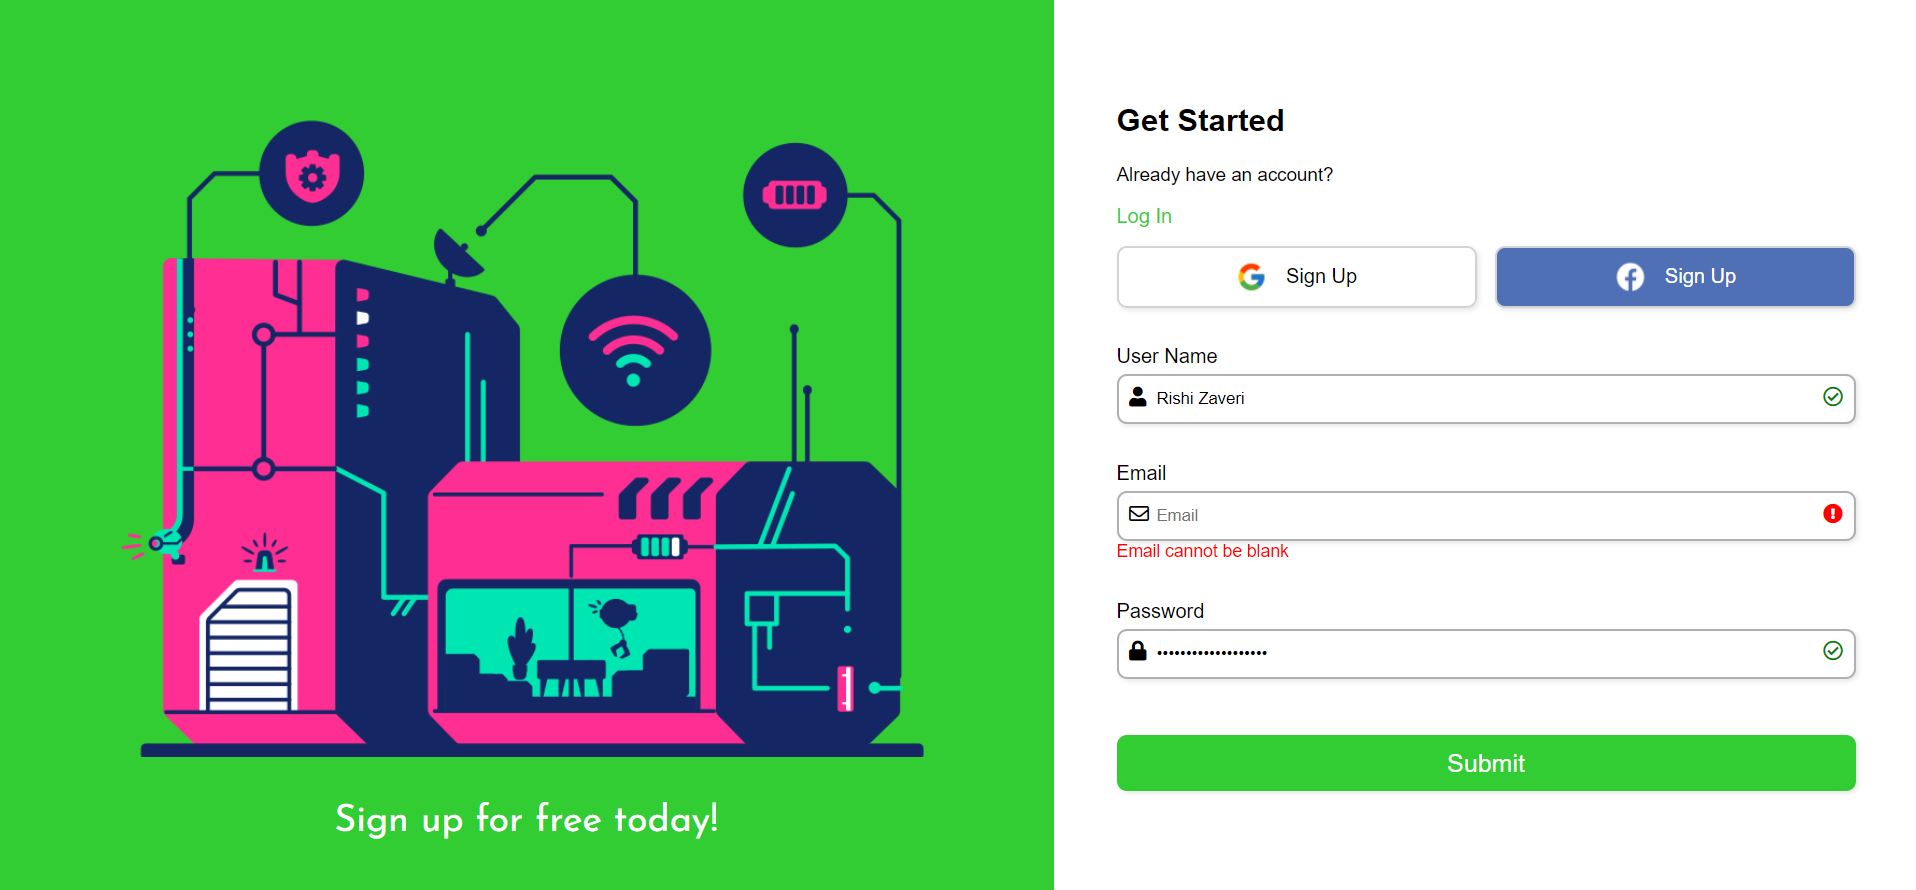 Sign up for free today!
Get Started
Already have an account?
Log In
Sign Up
Sign Up
User Name
Rishi Zaveri
Email
Email
Email cannot be blank
Password
•••••••••••••••••••
Submit